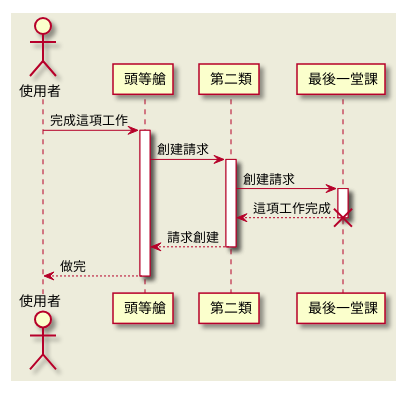 使用者
頭等艙
第二類
最後一堂課
完成這項工作
創建請求
創建請求
這項工作完成
請求創建
做完
使用者
頭等艙
第二類
最後一堂課